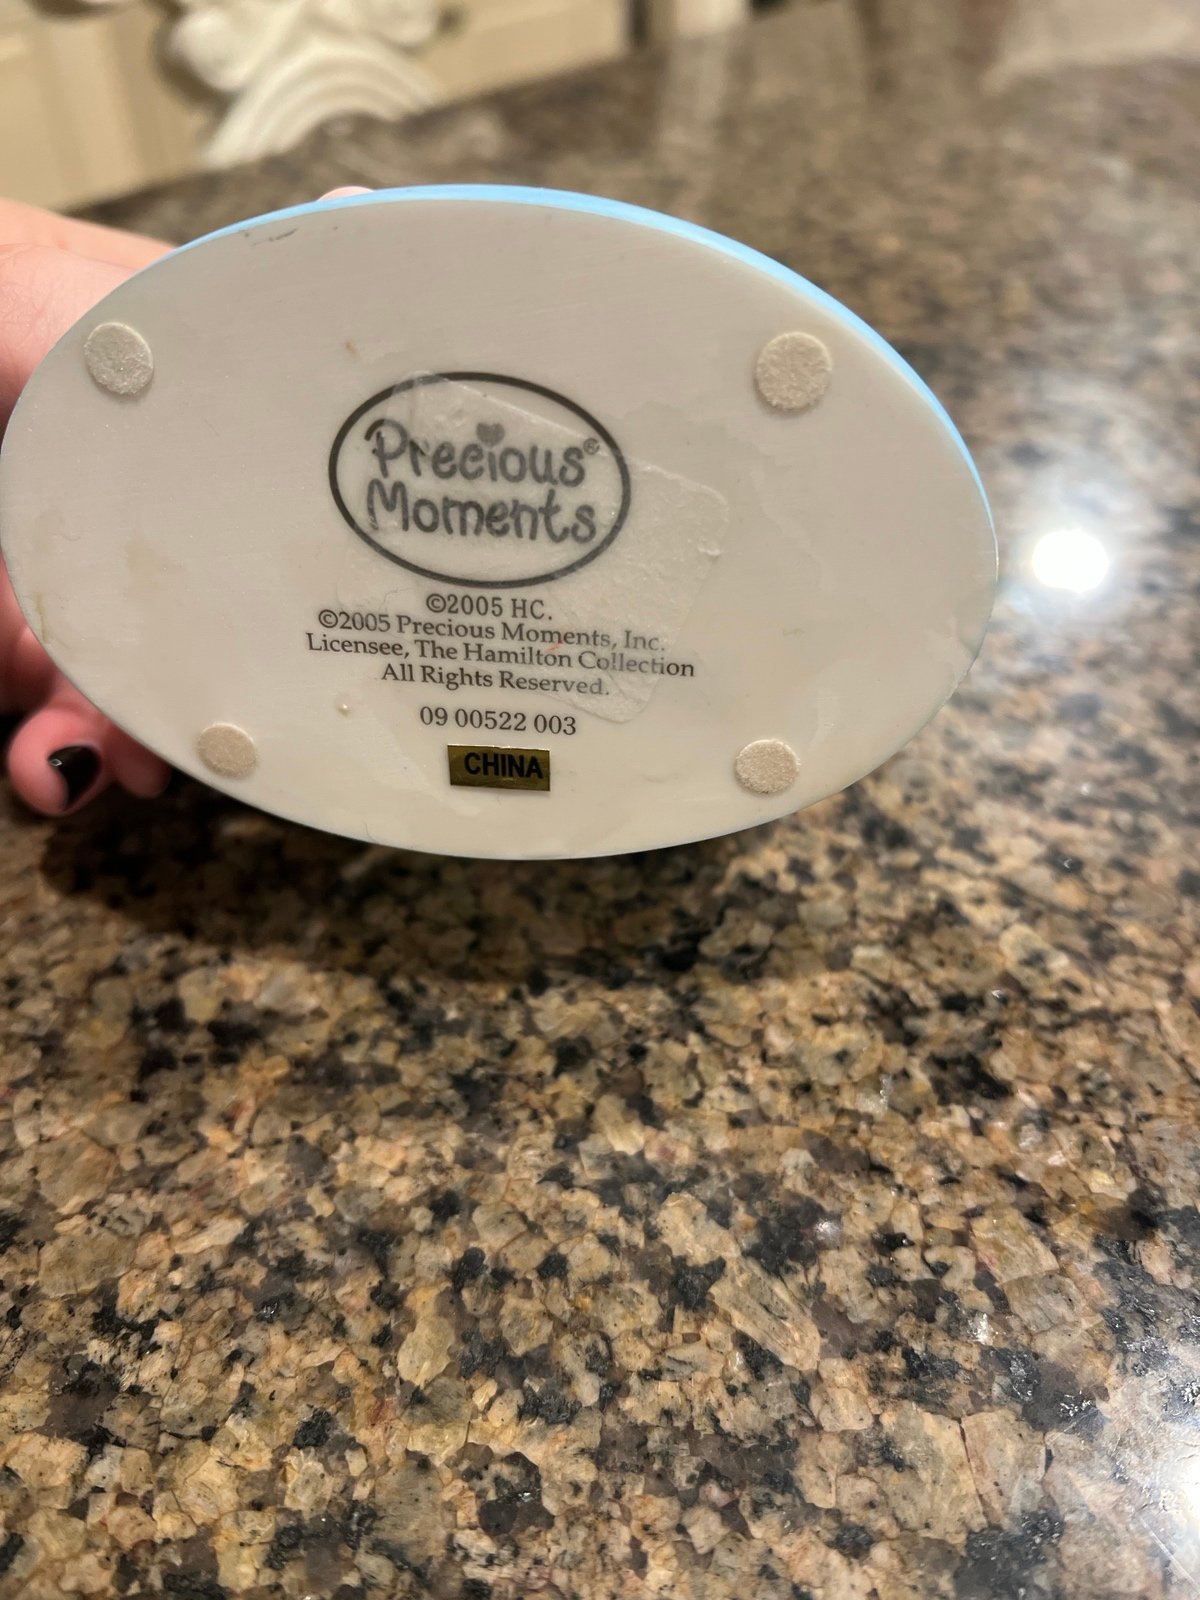 Precious®
Moments
©2005 HC.
©2005 Precious Moments, Inc.
Licensee, The Hamilton Collection
All Rights Reserved.
09 00522 003
CHINA